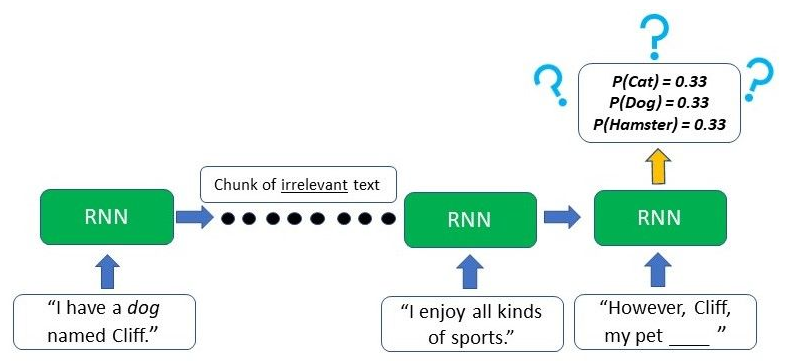 ?
?
?
P(Cat) = 0.33
P(Dog) = 0.33
P(Hamster) = 0.33
Chunk of irrelevant text
RNN
RNN
RNN
“I have a dog
named Cliff.”
“I enjoy all kinds
of sports.”
“However, Cliff,
my pet ____ ”